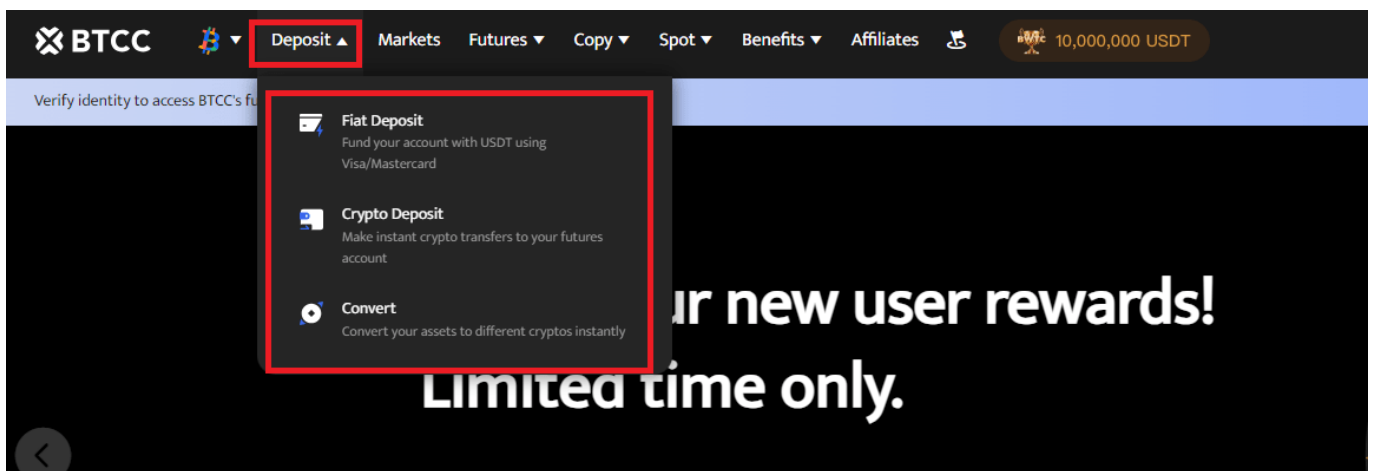 BTCC Deposit Markets Futures Copy Spot Benefits Affiliates 10,000,000 USDT
Verify identity to access BTCC's fu
Fiat Deposit
Fund your account with USDT using
Visa/Mastercard
Crypto Deposit
Make instant crypto transfers to your futures
account
Convert
Convert your assets to different cryptos instantly
ur new user rewards!
Limited time only.